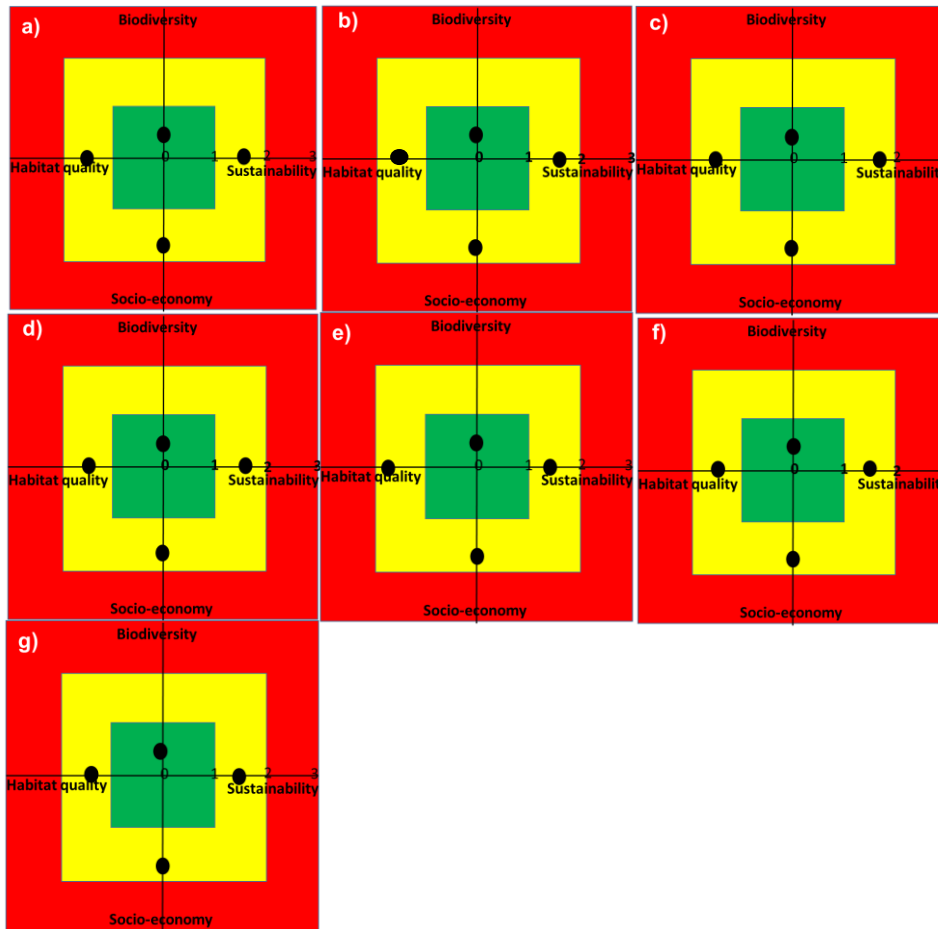 a)
Biodiversity
0 1 2 3
Habitat quality Sustainability
Socio-economy
b)
Biodiversity
0 1 2 3
Habitat quality Sustainability
Socio-economy
c)
Biodiversity
0 1 2
Habitat quality Sustainability
Socio-economy
d)
Biodiversity
0 1 2 3
Habitat quality Sustainability
Socio-economy
e)
Biodiversity
0 1 2 3
Habitat quality Sustainability
Socio-economy
f)
Biodiversity
0 1 2
Habitat quality Sustainability
Socio-economy
g)
Biodiversity
0 1 2 3
Habitat quality Sustainability
Socio-economy